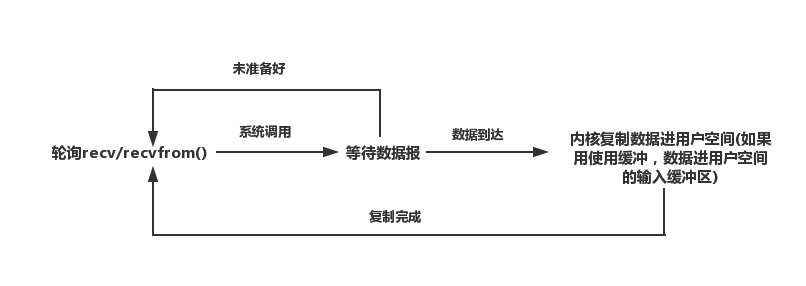 未准备好
系统调用
数据到达
轮询recv/recvfrom()
等待数据报
内核复制数据进用户空间(如果
用使用缓冲，数据进用户空间
的输入缓冲区)
复制完成